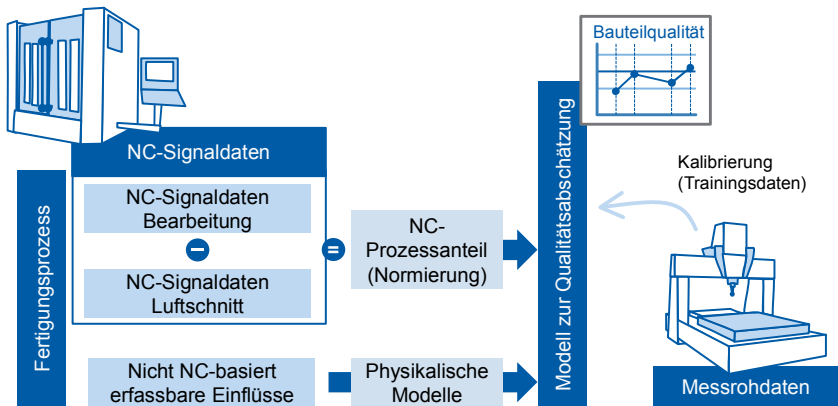 Bauteilqualität
NC-Signaldaten
Kalibrierung
(Trainingsdaten)
Fertigungsprozess
NC-Signaldaten
Bearbeitung
−
NC-Signaldaten
Luftschnitt
=
NC-
Prozessanteil
(Normierung)
Modell zur Qualitätsabschätzung
Nicht NC-basiert
erfassbare Einflüsse
Physikalische
Modelle
Messrohdaten